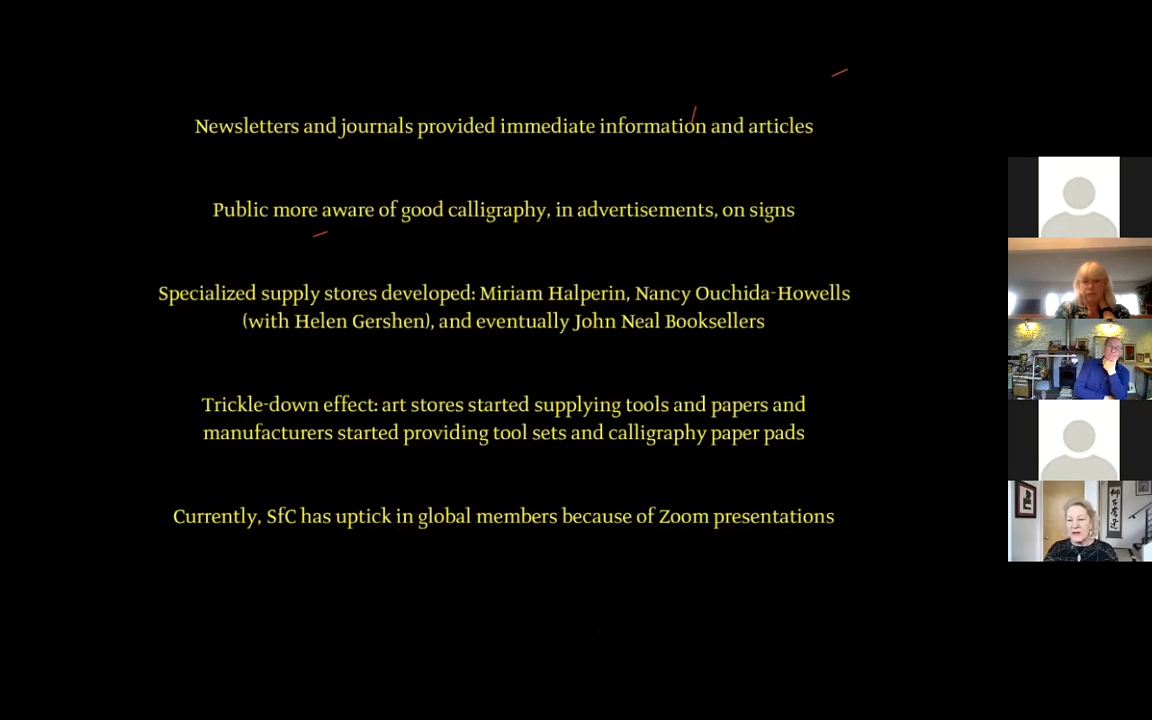 Newsletters and journals provided immediate information and articles
Public more aware of good calligraphy, in advertisements, on signs
Specialized supply stores developed: Miriam Halperin, Nancy Ouchida-Howells
(with Helen Gershen), and eventually John Neal Booksellers
Trickle-down effect: art stores started supplying tools and papers and
manufacturers started providing tool sets and calligraphy paper pads
Currently, SfC has uptick in global members because of Zoom presentations